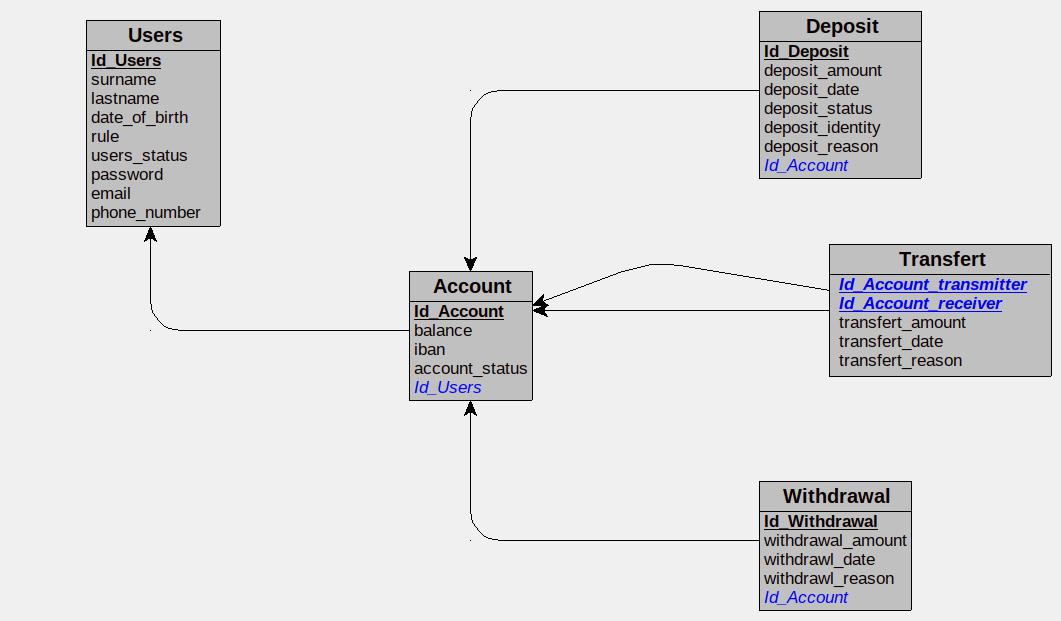 Users
Id_Users
surname
lastname
date_of_birth
rule
users_status
password
email
phone_number
Deposit
Id_Deposit
deposit_amount
deposit_date
deposit_status
deposit_identity
deposit_reason
Id_Account
Account
Id_Account
balance
iban
account_status
Id_Users
Transfert
Id_Account_transmitter
Id_Account_receiver
transfert_amount
transfert_date
transfert_reason
Withdrawal
Id_Withdrawal
withdrawal_amount
withdrawl_date
withdrawl_reason
Id_Account